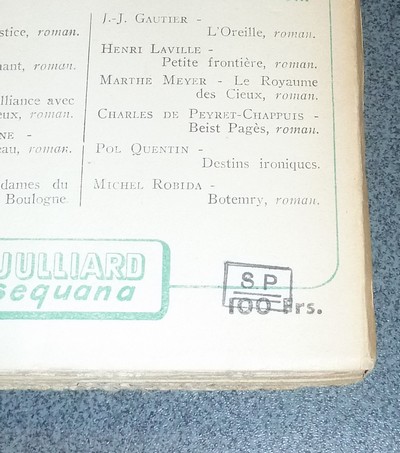 J.-J. GAUTIER -
L'Oreille, roman.
HENRI LAVILLE -
Petite frontière, roman.
MARTHE MEYER - Le Royaume
des Cieux, roman.
CHARLES DE PEYRET-CHAPPUIS -
Beist Pagès, roman.
POL QUENTIN -
Destins ironiques.
MICHEL ROBIDA -
Botemry, roman.
stice, roman.
nant, roman.
lliance avec
eux, roman.
NE -
eau, roman.
dames du
Boulogne.
JULLIARD
sequana
S.P
100 Frs.